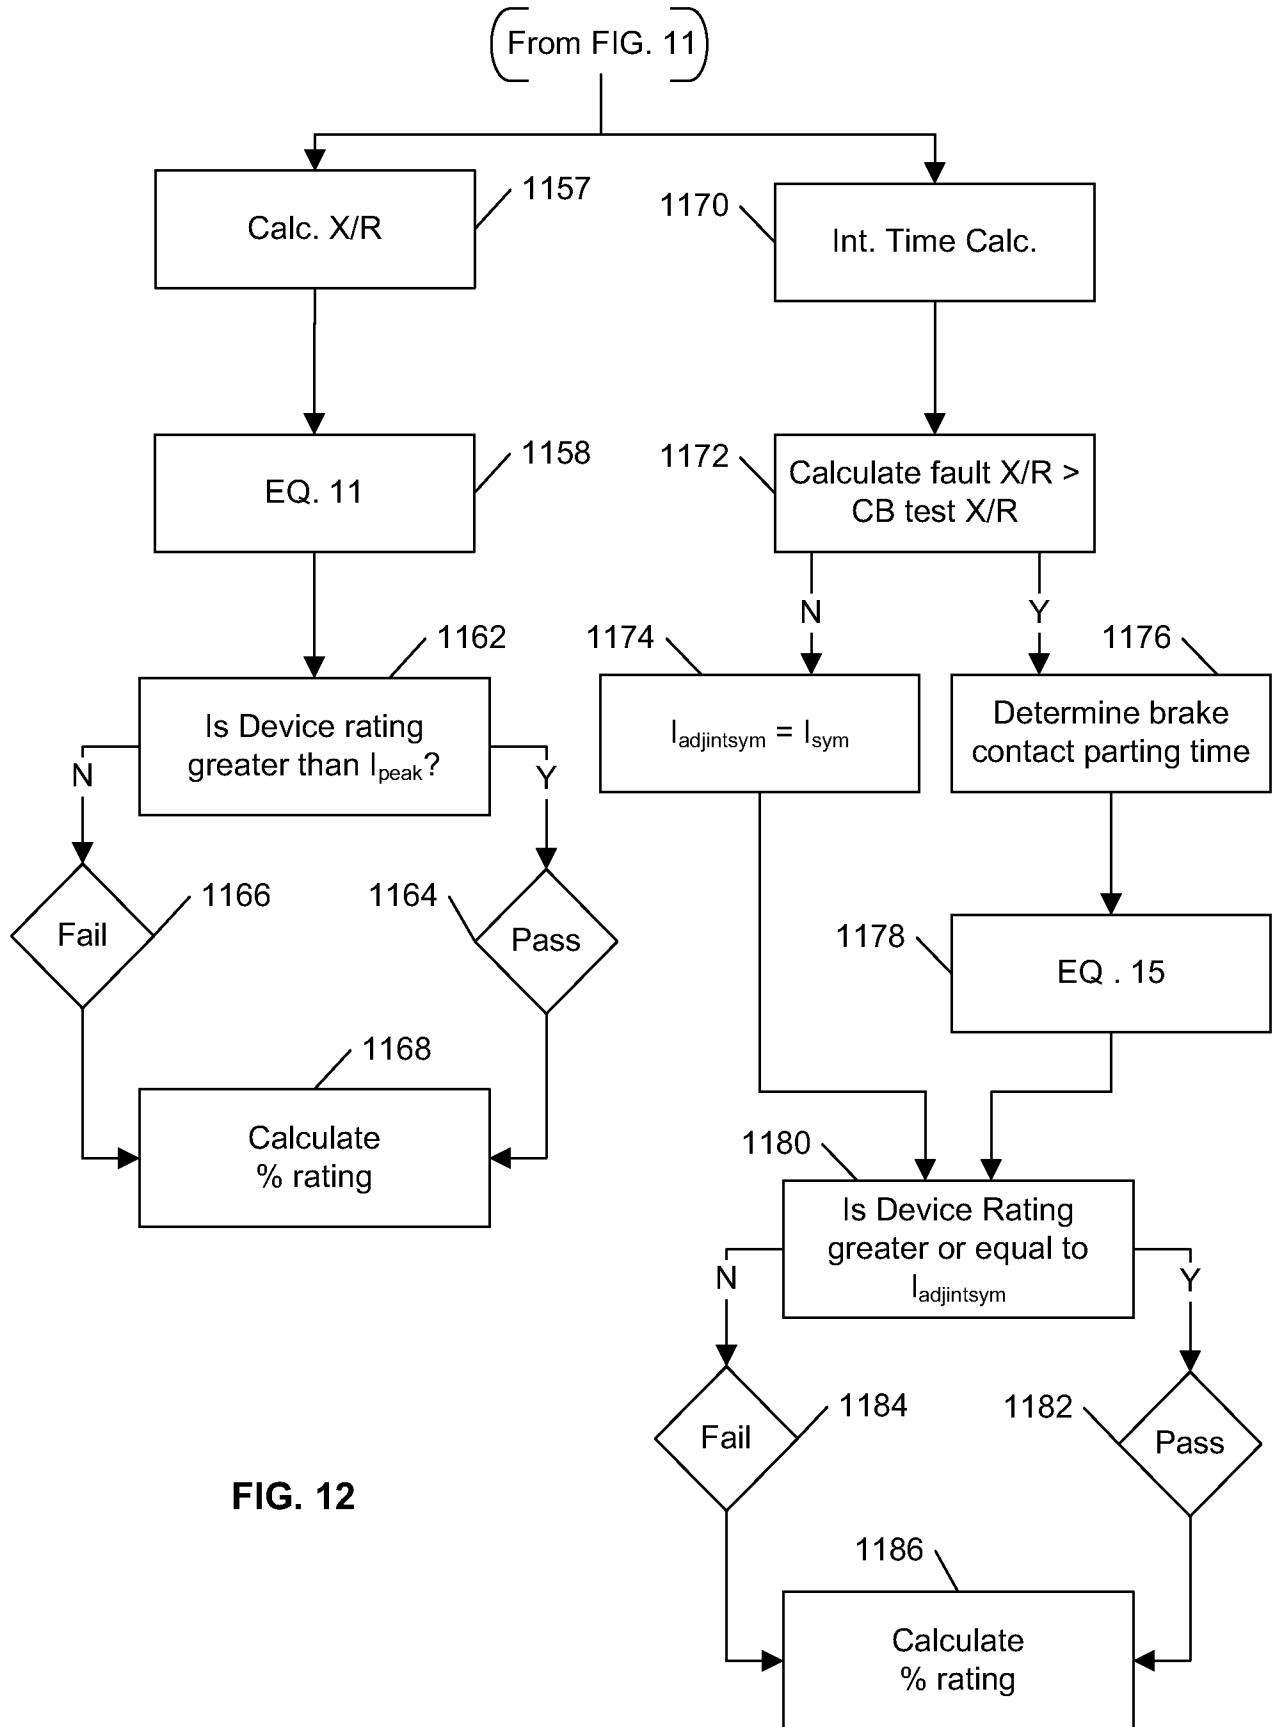 (From FIG. 11)
1157
Calc. X/R
1170
Int. Time Calc.
1158
EQ. 11
1172
Calculate fault X/R >
CB test X/R
N
Y
1162
Is Device rating
greater than Ipeak?
N
Y
1174
Iadjintsym = Isym
1176
Determine brake
contact parting time
1166
Fail
1164
Pass
1178
EQ . 15
1168
Calculate
% rating
1180
Is Device Rating
greater or equal to
Iadjintsym
N
Y
1184
Fail
1182
Pass
FIG. 12
1186
Calculate
% rating